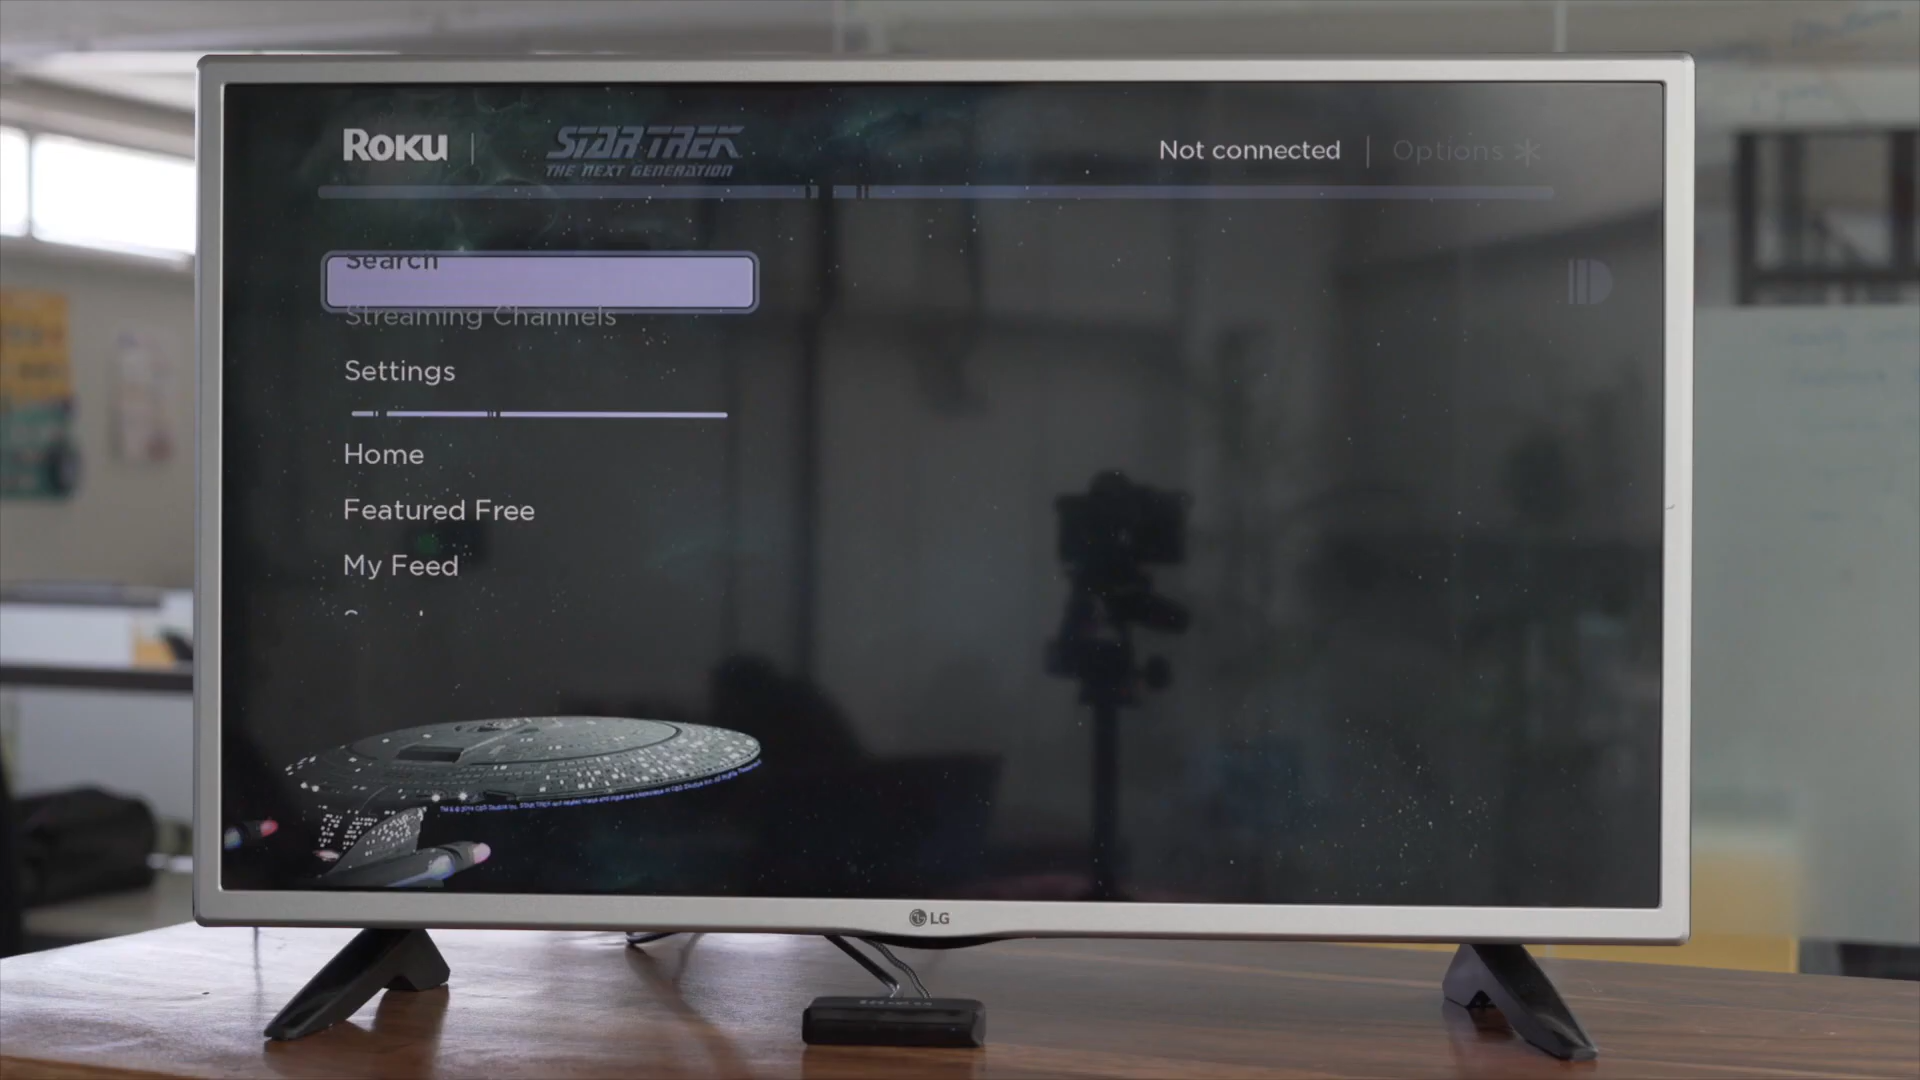 ROKU
STAR TREK
THE NEXT GENERATION
Not connected
Options
Search
Streaming Channels
Settings
Home
Featured Free
My Feed
LG